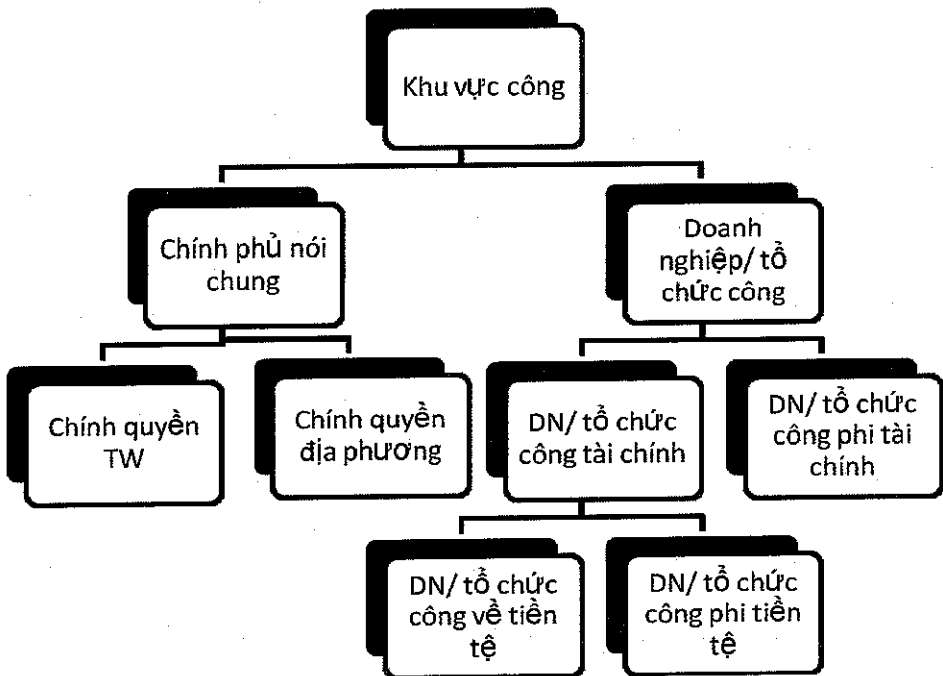 Khu vực công
Chính phủ nói
chung
Doanh
nghiệp/ tổ
chức công
Chính quyền
TW
Chính quyền
địa phương
DN/ tổ chức
công tài chính
DN/ tổ chức
công phi tài
chính
DN/ tổ chức
công về tiền
tệ
DN/ tổ chức
công phi tiền
tệ